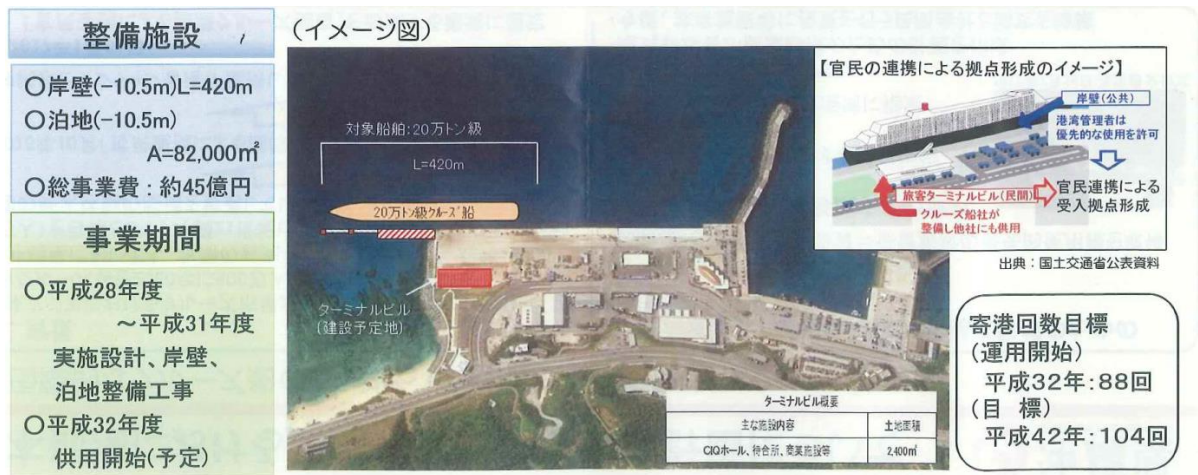 整備施設
○岸壁(-10.5m)L=420m
○泊地(-10.5m)
A=82,000㎡
○総事業費：約45億円
事業期間
○平成28年度
～平成31年度
実施設計、岸壁、
泊地整備工事
○平成32年度
供用開始(予定)
(イメージ図)
対象船舶:20万トン級
L=420m
20万トン級クルーズ船
ターミナルビル
(建設予定地)
【官民の連携による拠点形成のイメージ】
岸壁(公共)
港湾管理者は
優先的な使用を許可
旅客ターミナルビル(民間)
クルーズ船社が
整備し他社にも供用
官民連携による
受入拠点形成
出典：国土交通省公表資料
寄港回数目標
(運用開始)
平成32年:88回
(目 標)
平成42年:104回
ターミナルビル概要
主な施設内容 土地面積
CIQホール、待合所、商業施設等 2,400㎡